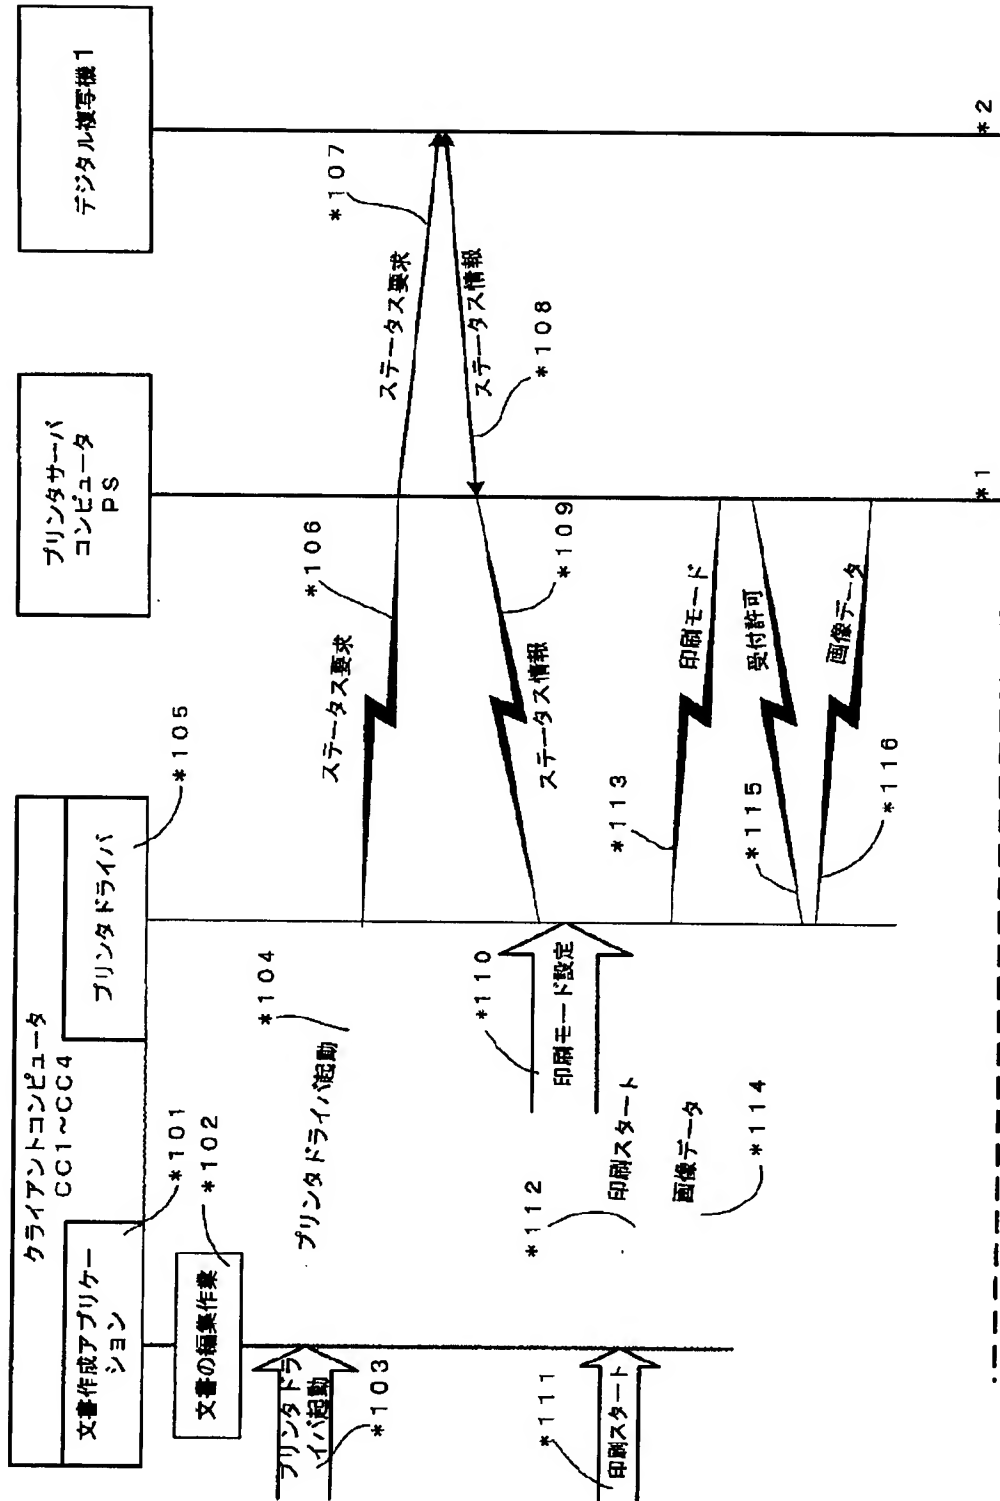 クライアントコンピュータ
CC1~CC4
文書作成アプリケー
ション
*101
プリンタドライバ
*105
プリンタサーバ
コンピュータ
PS
デジタル複写機1
文書の編集作業
*102
プリンタドラ
イバ起動
*103
プリンタドライバ起動
*104
ステータス要求
*106
ステータス要求
*107
ステータス情報
*108
ステータス情報
*109
印刷モード設定
*110
印刷スタート
*111
印刷スタート
*112
印刷モード
*113
画像データ
*114
受付許可
*115
画像データ
*116
*1
*2